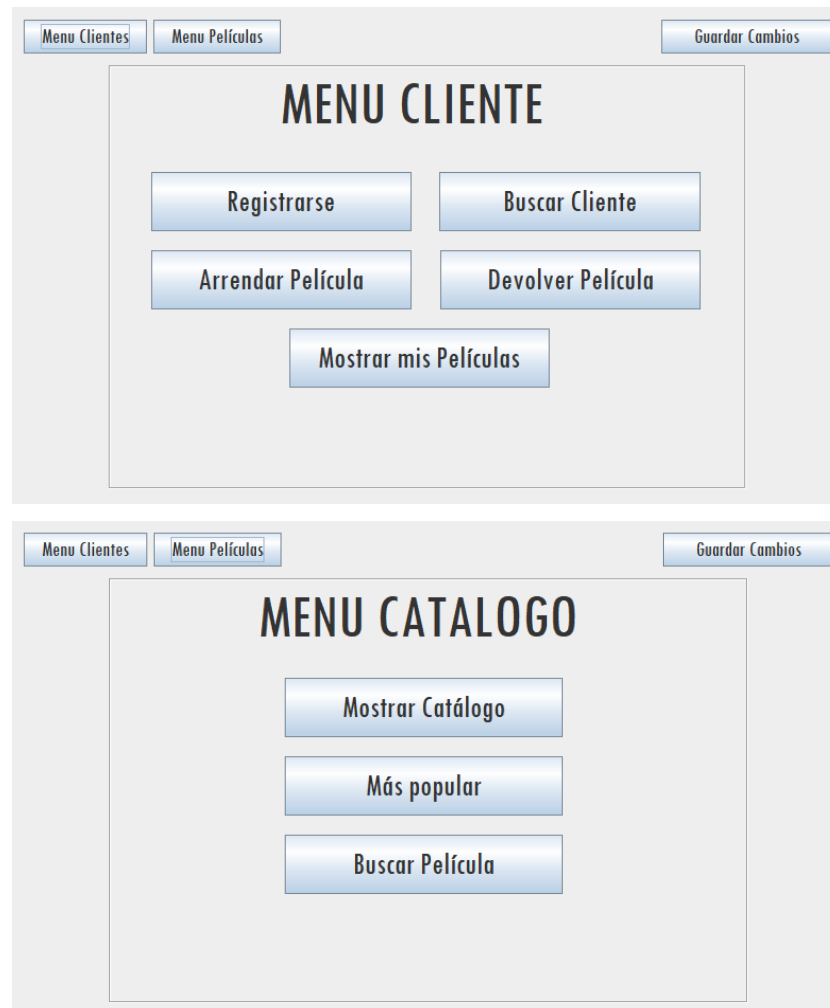 Menu Clientes Menu Películas Guardar Cambios
MENU CLIENTE
Registrarse Buscar Cliente
Arrendar Película Devolver Película
Mostrar mis Películas
Menu Clientes Menu Películas Guardar Cambios
MENU CATALOGO
Mostrar Catálogo
Más popular
Buscar Película